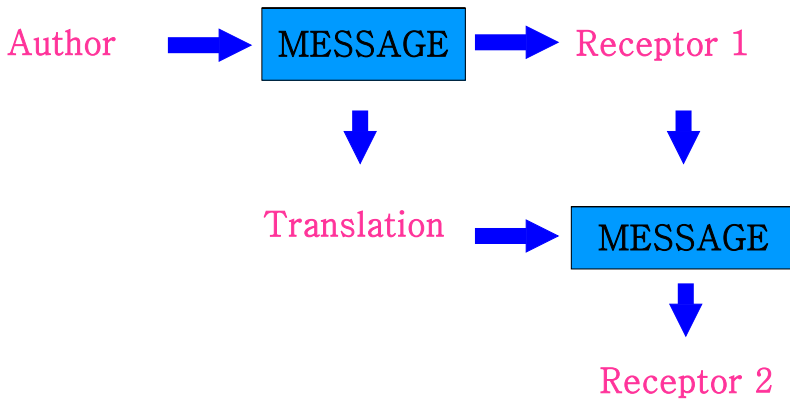 Author
MESSAGE
Receptor 1
Translation
MESSAGE
Receptor 2